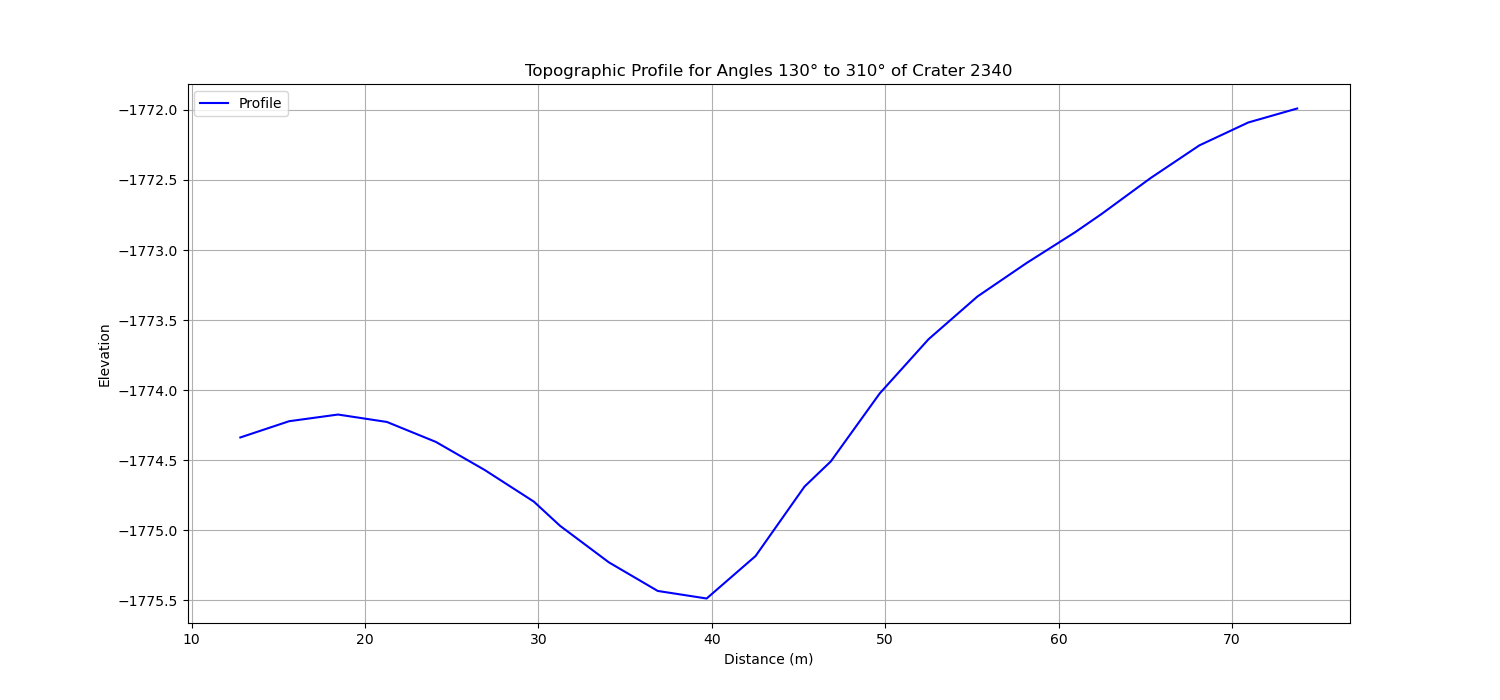 Topographic Profile for Angles 130° to 310° of Crater 2340
Profile
−1772.0
−1772.5
−1773.0
−1773.5
−1774.0
−1774.5
−1775.0
−1775.5
Elevation
10 20 30 40 50 60 70
Distance (m)